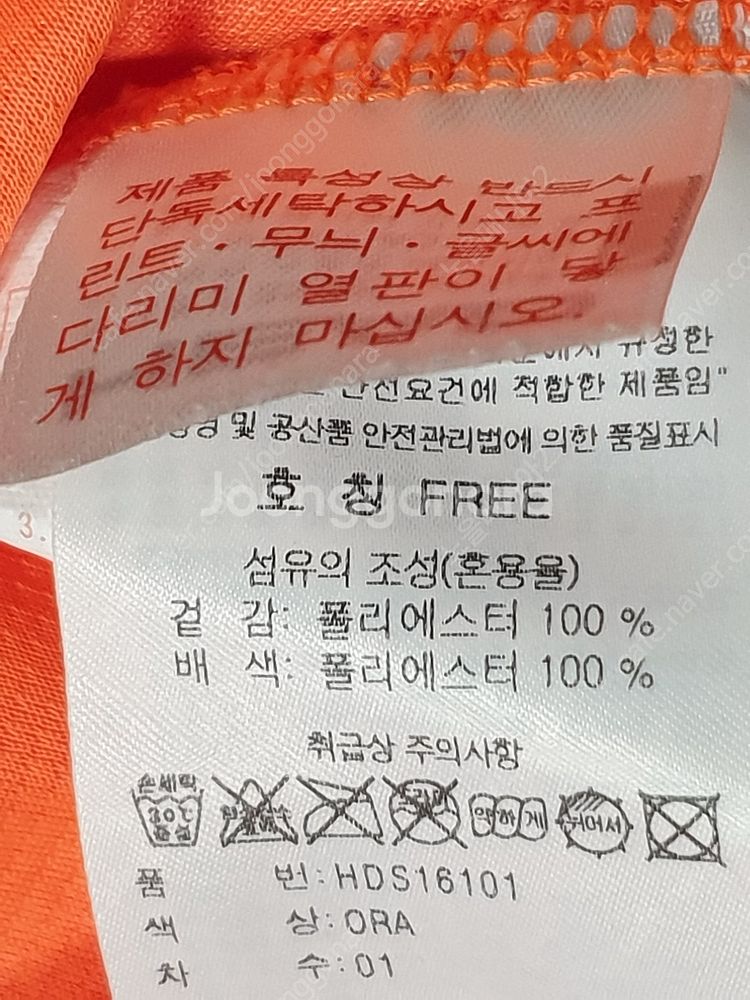 제품 특성상 반드시
단독세탁하시고 프
린트 · 무늬 · 글씨에
다리미 열판이 닿
게 하지 마십시오.
유성한
안전요건에 적합한 제품임"
및 공산품 안전관리법에 의한 품질표시
호 칭 FREE
섬유의 조성(혼용율)
겉 감: 폴리에스터 100 %
배 색: 폴리에스터 100 %
취급상 주의사항
손세탁
30℃
중성
약하게
뉘어서
품 번:HDS16101
색 상:ORA
차 수:01
3.
Joonggonara